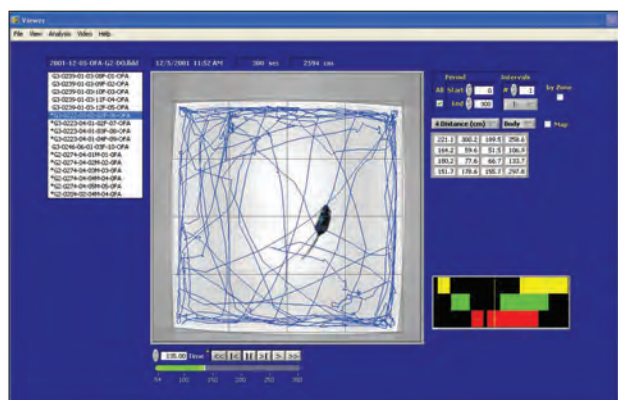 Viewer
File View Analysis Video Help
12/5/2001 11:52 AM 300 sec 2594 cm
Period Intervals
All Start 0 # 1 by Zone
End 300
Distance (cm) Body Map
221.1 300.2 189.5 258.6
164.2 59.6 51.5 106.9
180.2 77.6 66.7 133.7
151.7 178.6 155.7 297.8
G3-0239-01-03-08F-01-OFA
G3-0239-01-03-09F-02-OFA
G3-0239-01-03-10F-03-OFA
G3-0239-01-03-11F-04-OFA
G3-0239-01-03-12F-05-OFA
*G3-0223-04-01-02F-07-OFA
*G3-0223-04-01-03F-08-OFA
*G3-0223-04-01-04F-09-OFA
G3-0246-06-01-03F-10-OFA
*G2-0274-04-01M-01-OFA
*G2-0274-04-02M-02-OFA
*G2-0274-04-03M-03-OFA
*G2-0274-04-04M-04-OFA
*G2-0274-04-05M-05-OFA
135.00 Time << |< || >| > >>
100 150 200 250 300